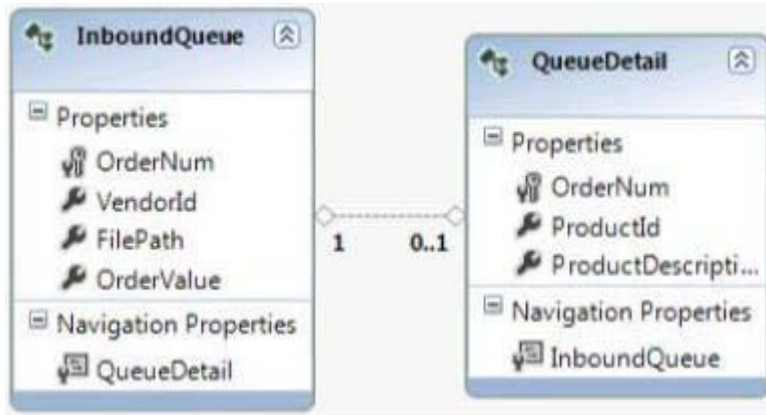 InboundQueue
Properties
OrderNum
VendorId
FilePath
OrderValue
Navigation Properties
QueueDetail
1
0..1
QueueDetail
Properties
OrderNum
ProductId
ProductDescripti...
Navigation Properties
InboundQueue